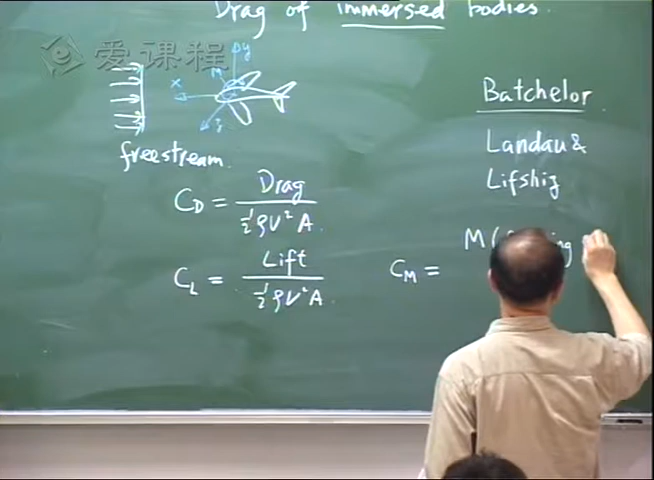 Drag of immersed bodies.
爱课程
y
M
x
z
freestream.
C_D = Drag / ½ρV²A.
C_L = Lift / ½ρV²A.
C_M =
Batchelor
Landau &
Lifshiz
M (